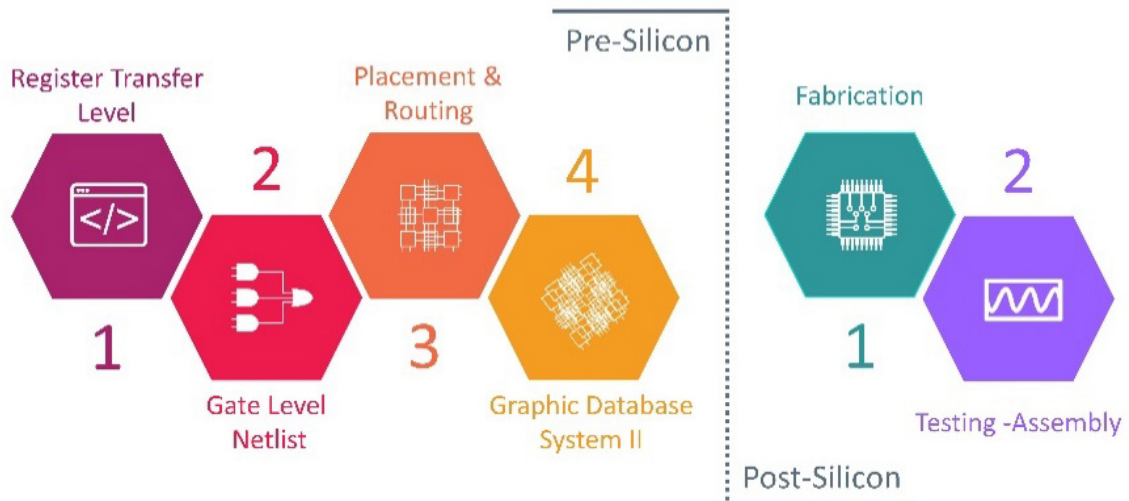 Pre-Silicon
Register Transfer
Level
1
2
Gate Level
Netlist
Placement &
Routing
3
4
Graphic Database
System II
</>
Fabrication
1
2
Testing -Assembly
Post-Silicon